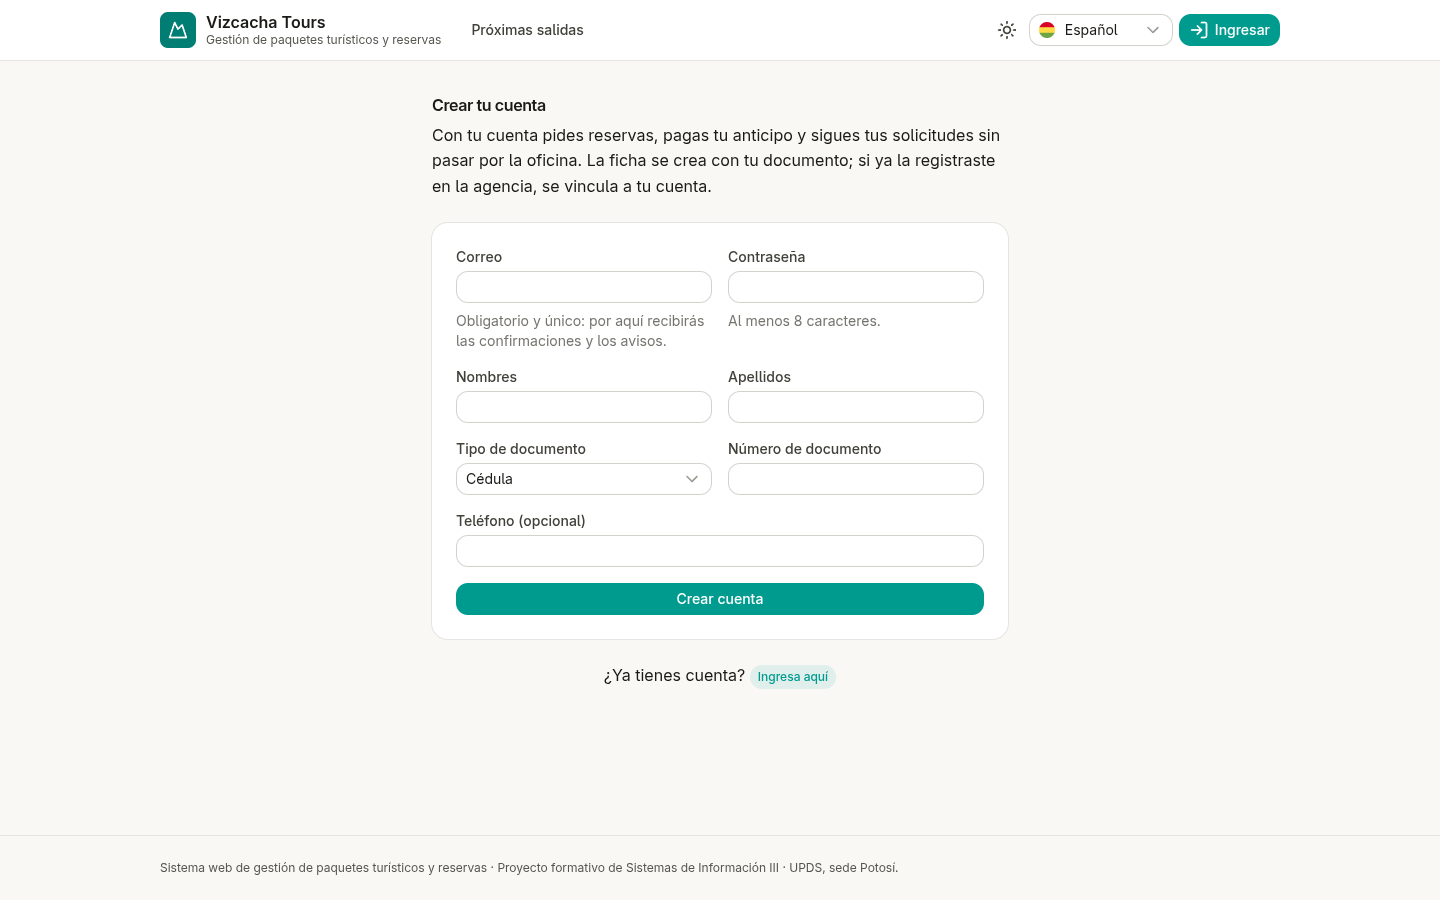 Vizcacha Tours
Gestión de paquetes turísticos y reservas
Próximas salidas
Español
Ingresar
Crear tu cuenta
Con tu cuenta pides reservas, pagas tu anticipo y sigues tus solicitudes sin
pasar por la oficina. La ficha se crea con tu documento; si ya la registraste
en la agencia, se vincula a tu cuenta.
Correo
Contraseña
Obligatorio y único: por aquí recibirás
las confirmaciones y los avisos.
Al menos 8 caracteres.
Nombres
Apellidos
Tipo de documento
Número de documento
Cédula
Teléfono (opcional)
Crear cuenta
¿Ya tienes cuenta? Ingresa aquí
Sistema web de gestión de paquetes turísticos y reservas · Proyecto formativo de Sistemas de Información III · UPDS, sede Potosí.